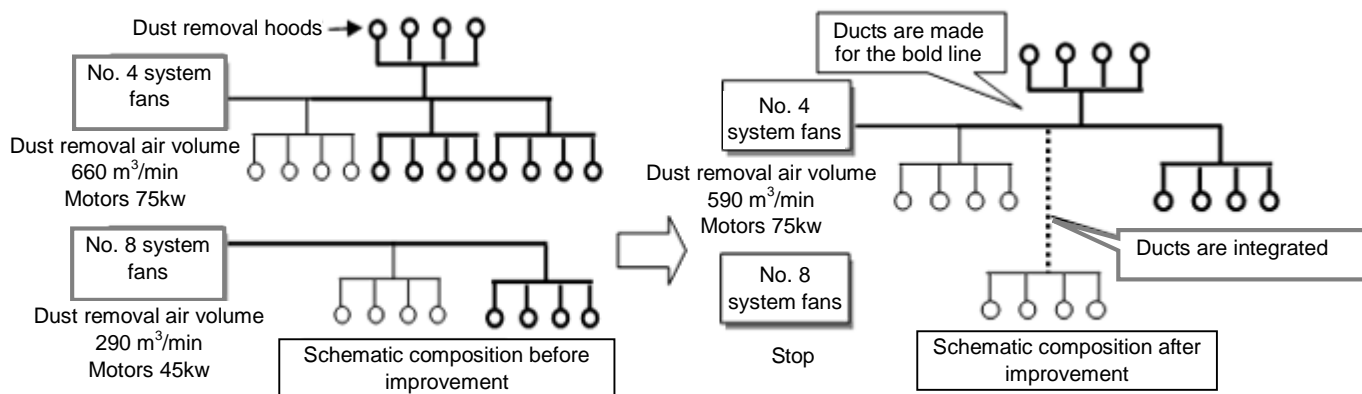 Dust removal hoods
No. 4 system
fans
Dust removal air volume
660 m³/min
Motors 75kw
No. 8 system
fans
Dust removal air volume
290 m³/min
Motors 45kw
Schematic composition before
improvement
Ducts are made
for the bold line
No. 4
system fans
Dust removal air volume
590 m³/min
Motors 75kw
Ducts are integrated
No. 8
system fans
Stop
Schematic composition after
improvement